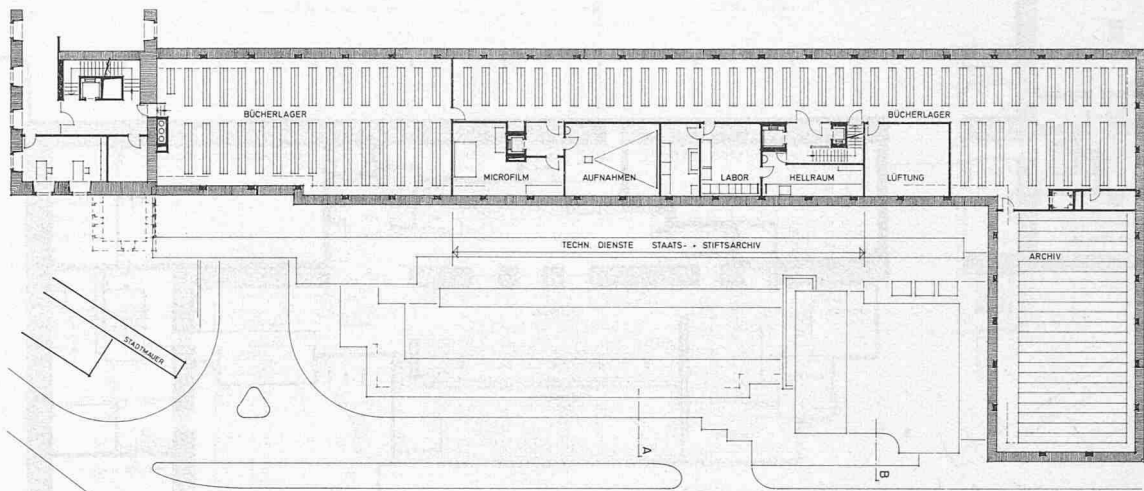 BÜCHERLAGER
BÜCHERLAGER
MICROFILM
AUFNAHMEN
LABOR
HELLRAUM
LÜFTUNG
TECHN. DIENSTE STAATS- + STIFTSARCHIV
ARCHIV
STADTMAUER
A
B